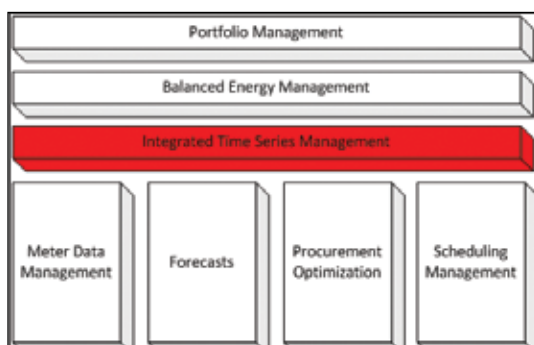 Portfolio Management
Balanced Energy Management
Integrated Time Series Management
Meter Data
Management
Forecasts
Procurement
Optimization
Scheduling
Management